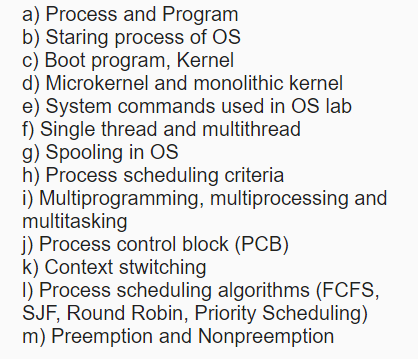 a) Process and Program
b) Staring process of OS
c) Boot program, Kernel
d) Microkernel and monolithic kernel
e) System commands used in OS lab
f) Single thread and multithread
g) Spooling in OS
h) Process scheduling criteria
i) Multiprogramming, multiprocessing and
multitasking
j) Process control block (PCB)
k) Context stwitching
l) Process scheduling algorithms (FCFS,
SJF, Round Robin, Priority Scheduling)
m) Preemption and Nonpreemption